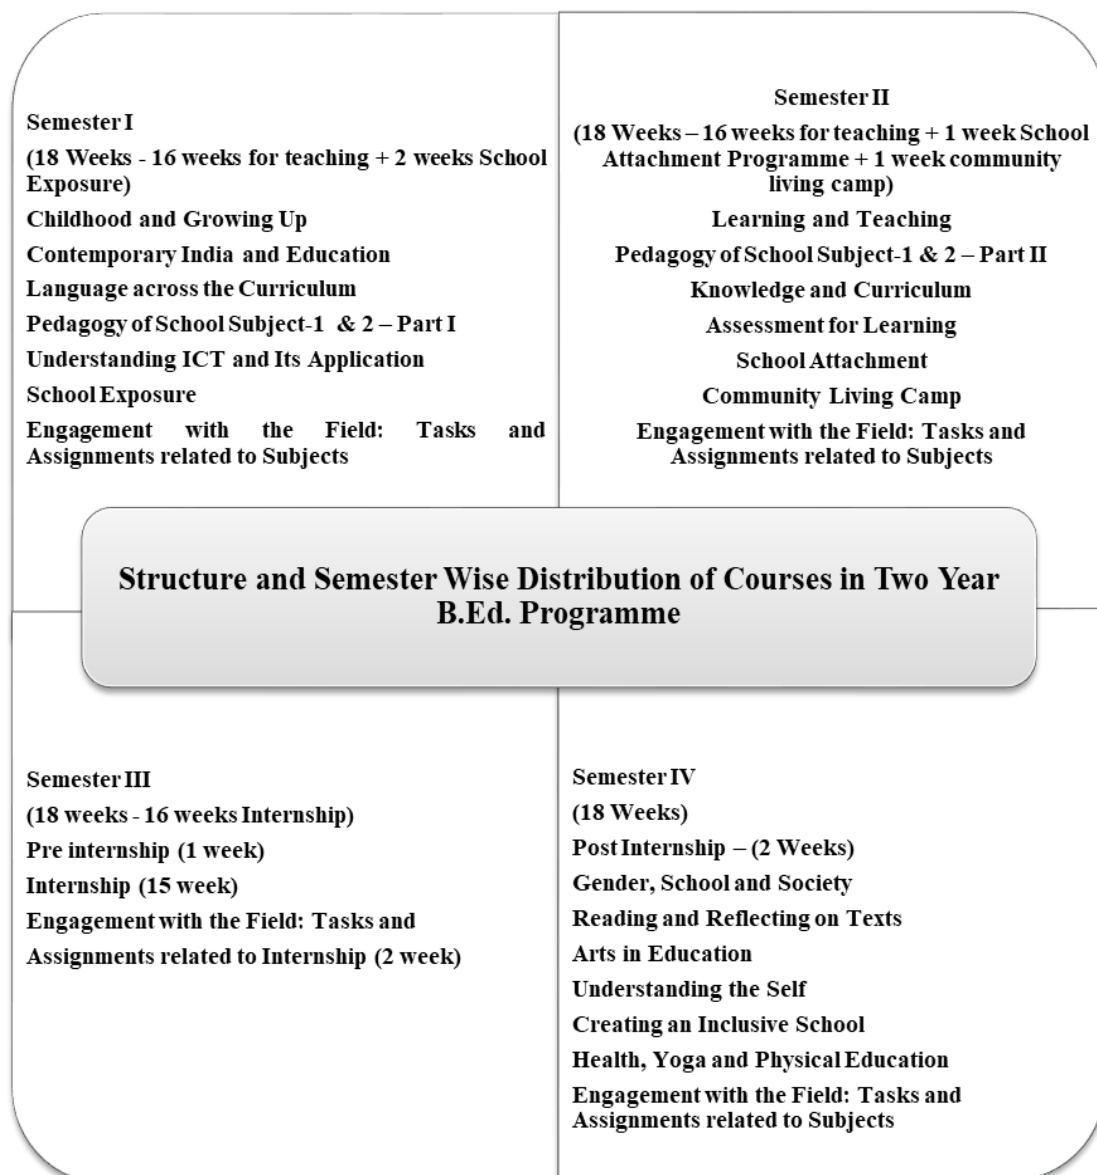 Semester I
(18 Weeks - 16 weeks for teaching + 2 weeks School
Exposure)
Childhood and Growing Up
Contemporary India and Education
Language across the Curriculum
Pedagogy of School Subject-1 & 2 – Part I
Understanding ICT and Its Application
School Exposure
Engagement with the Field: Tasks and
Assignments related to Subjects
Semester II
(18 Weeks – 16 weeks for teaching + 1 week School
Attachment Programme + 1 week community
living camp)
Learning and Teaching
Pedagogy of School Subject-1 & 2 – Part II
Knowledge and Curriculum
Assessment for Learning
School Attachment
Community Living Camp
Engagement with the Field: Tasks and
Assignments related to Subjects
Structure and Semester Wise Distribution of Courses in Two Year
B.Ed. Programme
Semester III
(18 weeks - 16 weeks Internship)
Pre internship (1 week)
Internship (15 week)
Engagement with the Field: Tasks and
Assignments related to Internship (2 week)
Semester IV
(18 Weeks)
Post Internship – (2 Weeks)
Gender, School and Society
Reading and Reflecting on Texts
Arts in Education
Understanding the Self
Creating an Inclusive School
Health, Yoga and Physical Education
Engagement with the Field: Tasks and
Assignments related to Subjects